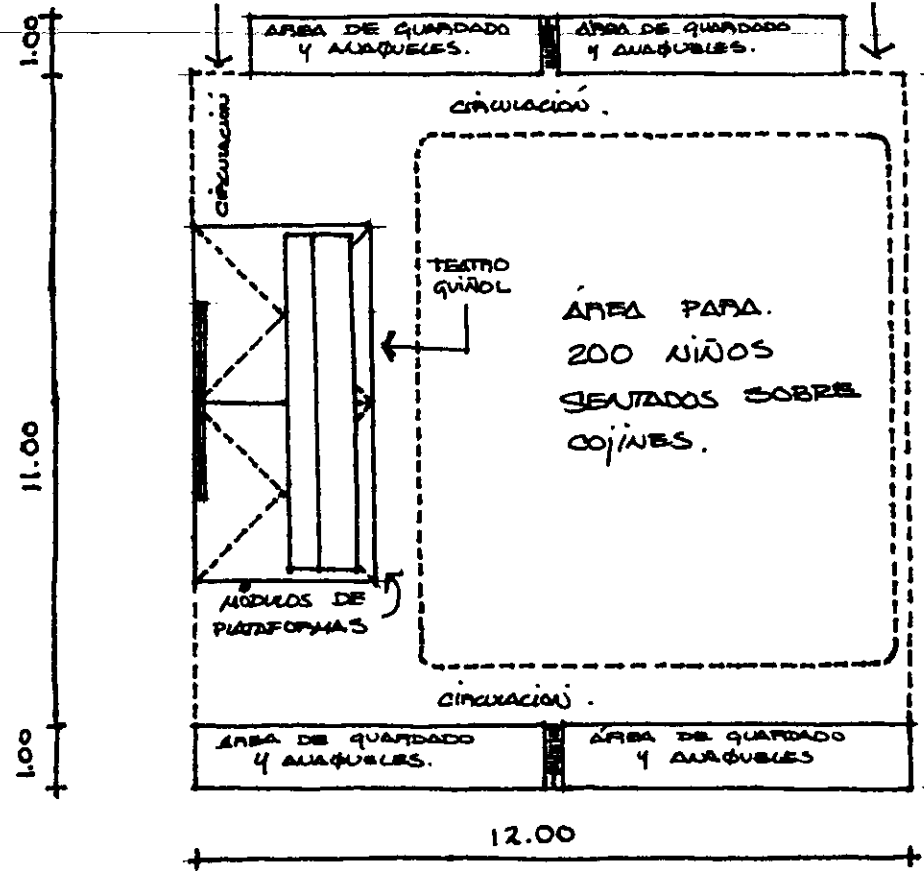 1.00
ÁREA DE GUARDADO
Y ANAQUELES.
ÁREA DE GUARDADO
Y ANAQUELES.
CIRCULACIÓN
CIRCULACIÓN.
TEATRO
GUIÑOL
ÁREA PARA.
200 NIÑOS
SENTADOS SOBRE
COJINES.
11.00
MÓDULOS DE
PLATAFORMAS
CIRCULACIÓN.
1.00
ÁREA DE GUARDADO
Y ANAQUELES.
ÁREA DE GUARDADO
Y ANAQUELES
12.00